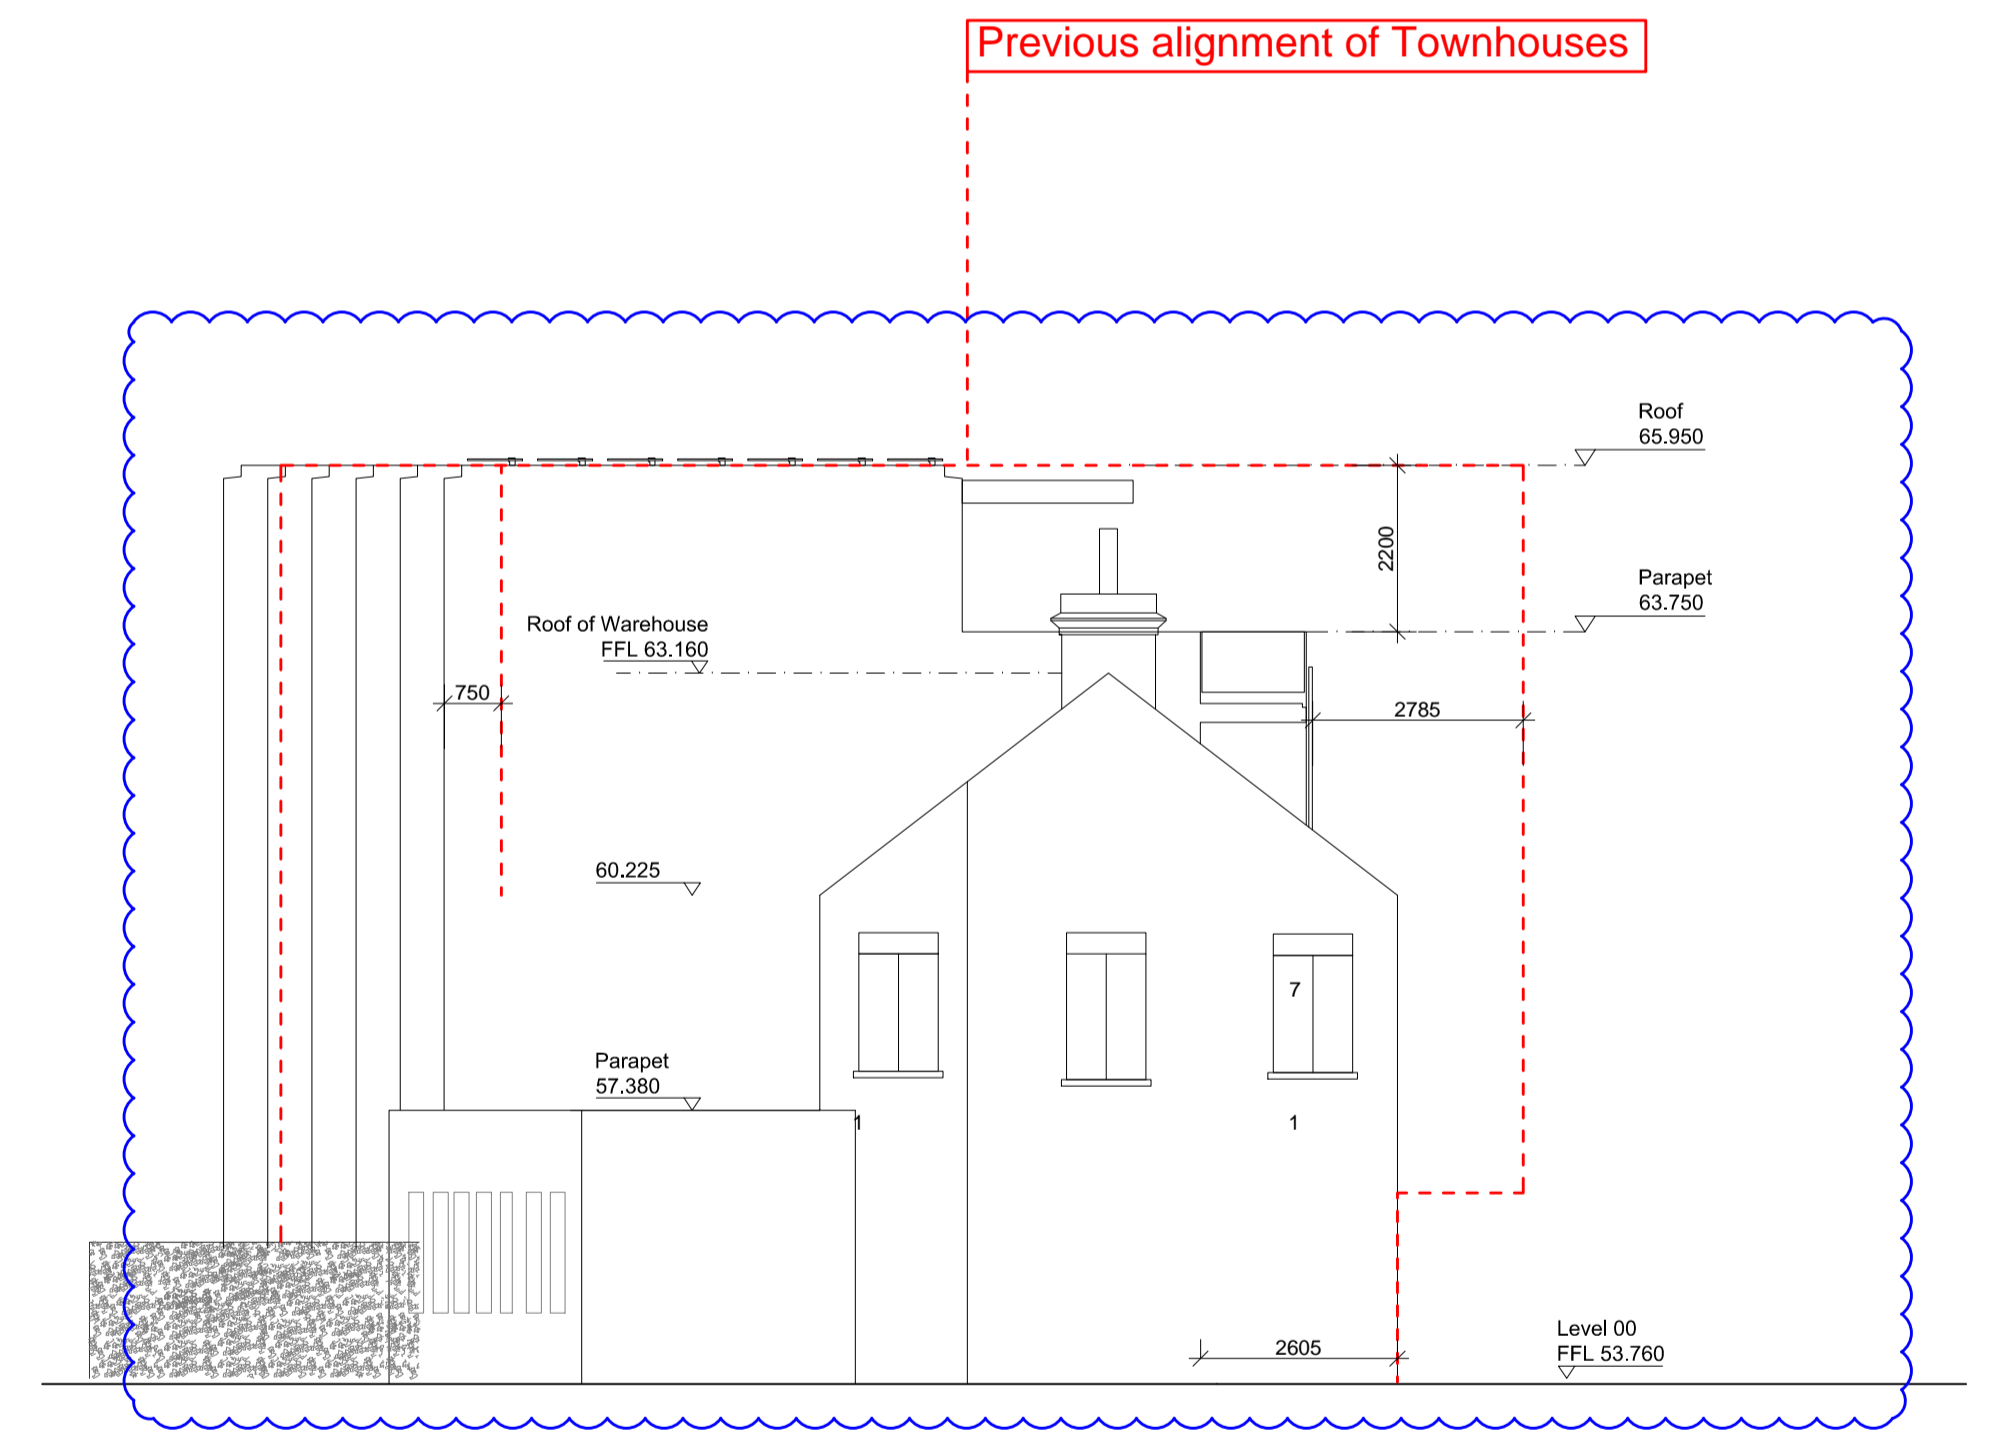 Previous alignment of Townhouses
Roof
65.950
2200
Parapet
63.750
Roof of Warehouse
FFL 63.160
750
2785
60.225
7
Parapet
57.380
1
1
Level 00
FFL 53.760
2605